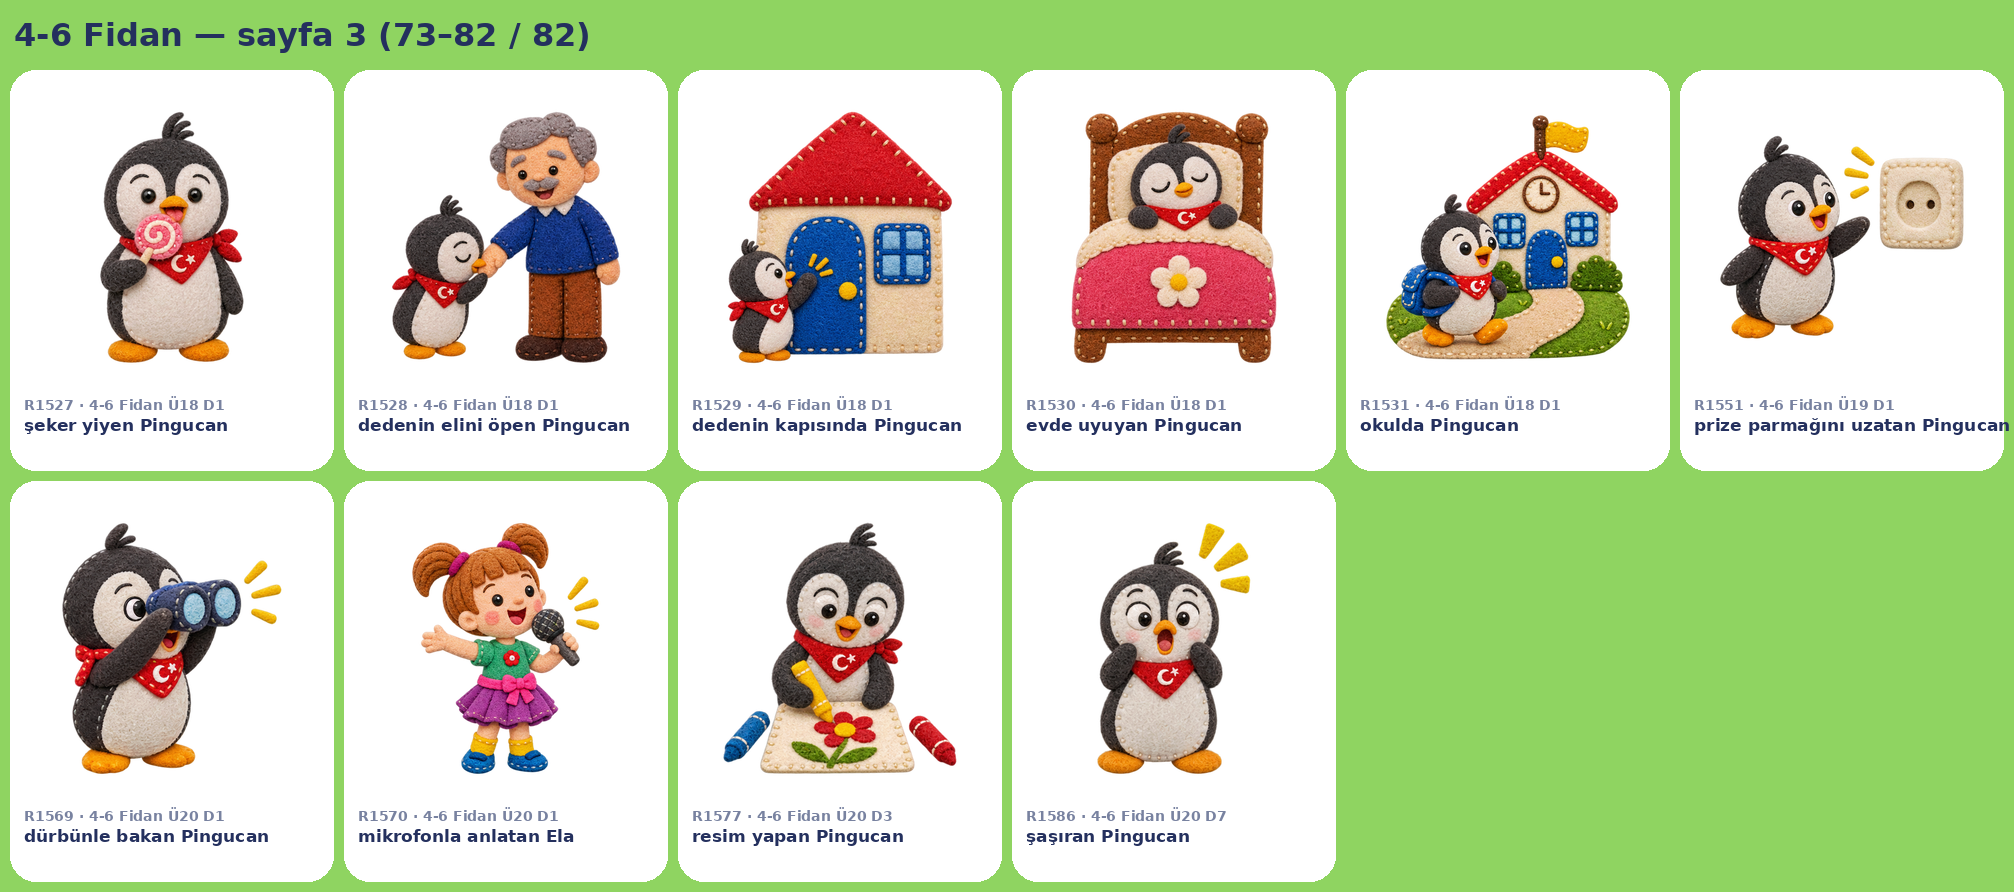 4-6 Fidan — sayfa 3 (73–82 / 82)
R1527 · 4-6 Fidan Ü18 D1
şeker yiyen Pingucan
R1528 · 4-6 Fidan Ü18 D1
dedenin elini öpen Pingucan
R1529 · 4-6 Fidan Ü18 D1
dedenin kapısında Pingucan
R1530 · 4-6 Fidan Ü18 D1
evde uyuyan Pingucan
R1531 · 4-6 Fidan Ü18 D1
okulda Pingucan
R1551 · 4-6 Fidan Ü19 D1
prize parmağını uzatan Pingucan
R1569 · 4-6 Fidan Ü20 D1
dürbünle bakan Pingucan
R1570 · 4-6 Fidan Ü20 D1
mikrofonla anlatan Ela
R1577 · 4-6 Fidan Ü20 D3
resim yapan Pingucan
R1586 · 4-6 Fidan Ü20 D7
şaşıran Pingucan